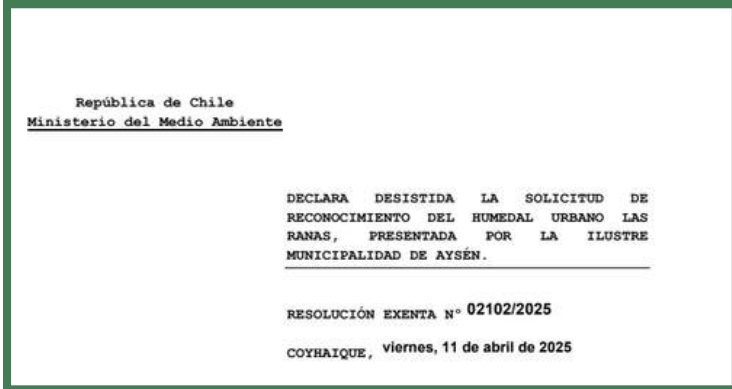 República de Chile
Ministerio del Medio Ambiente
DECLARA DESISTIDA LA SOLICITUD DE
RECONOCIMIENTO DEL HUMEDAL URBANO LAS
RANAS, PRESENTADA POR LA ILUSTRE
MUNICIPALIDAD DE AYSÉN.
RESOLUCIÓN EXENTA N° 02102/2025
COYHAIQUE, viernes, 11 de abril de 2025